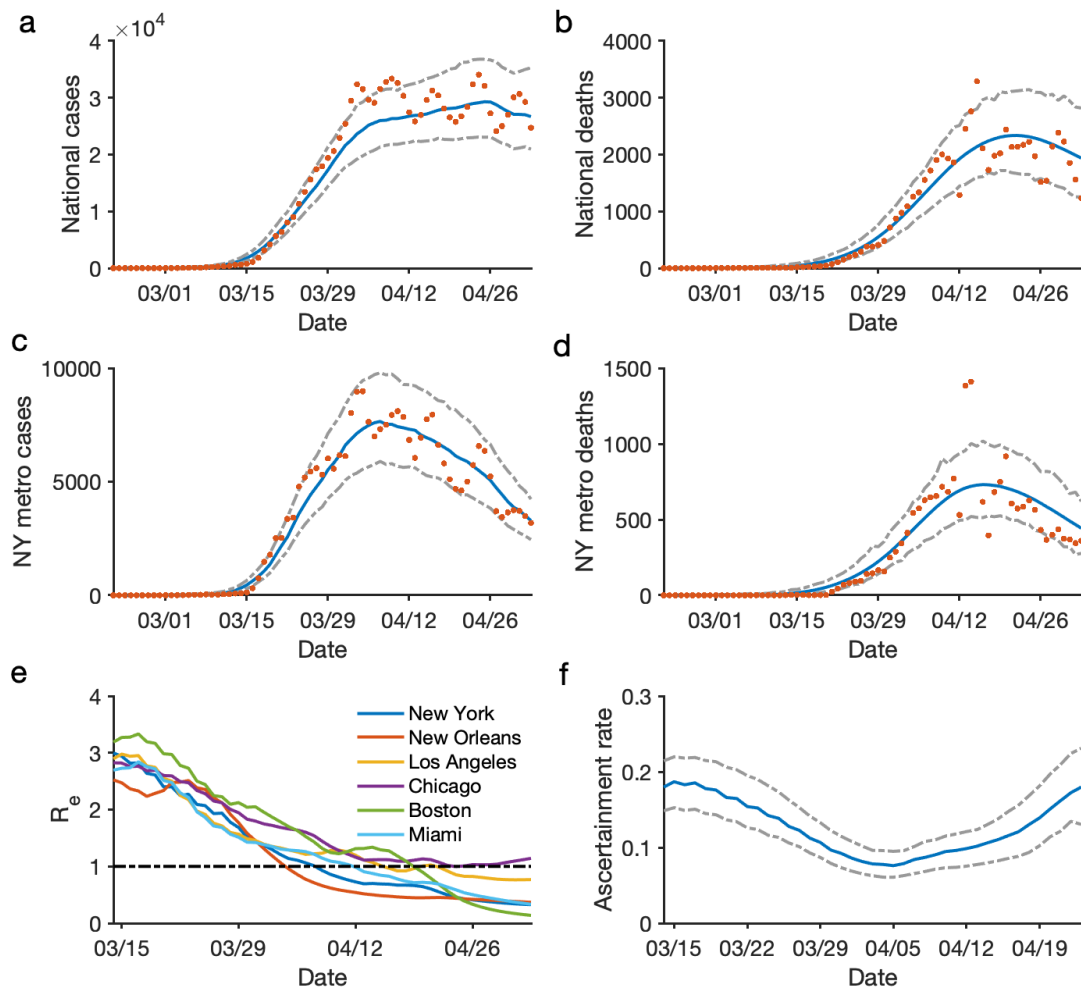 a
×10⁴
4
3
2
1
0
National cases
03/01 03/15 03/29 04/12 04/26
Date
b
4000
3000
2000
1000
0
National deaths
03/01 03/15 03/29 04/12 04/26
Date
c
10000
5000
0
NY metro cases
03/01 03/15 03/29 04/12 04/26
Date
d
1500
1000
500
0
NY metro deaths
03/01 03/15 03/29 04/12 04/26
Date
e
4
3
2
1
0
Rₑ
New York
New Orleans
Los Angeles
Chicago
Boston
Miami
03/15 03/29 04/12 04/26
Date
f
0.3
0.2
0.1
0
Ascertainment rate
03/15 03/22 03/29 04/05 04/12 04/19
Date